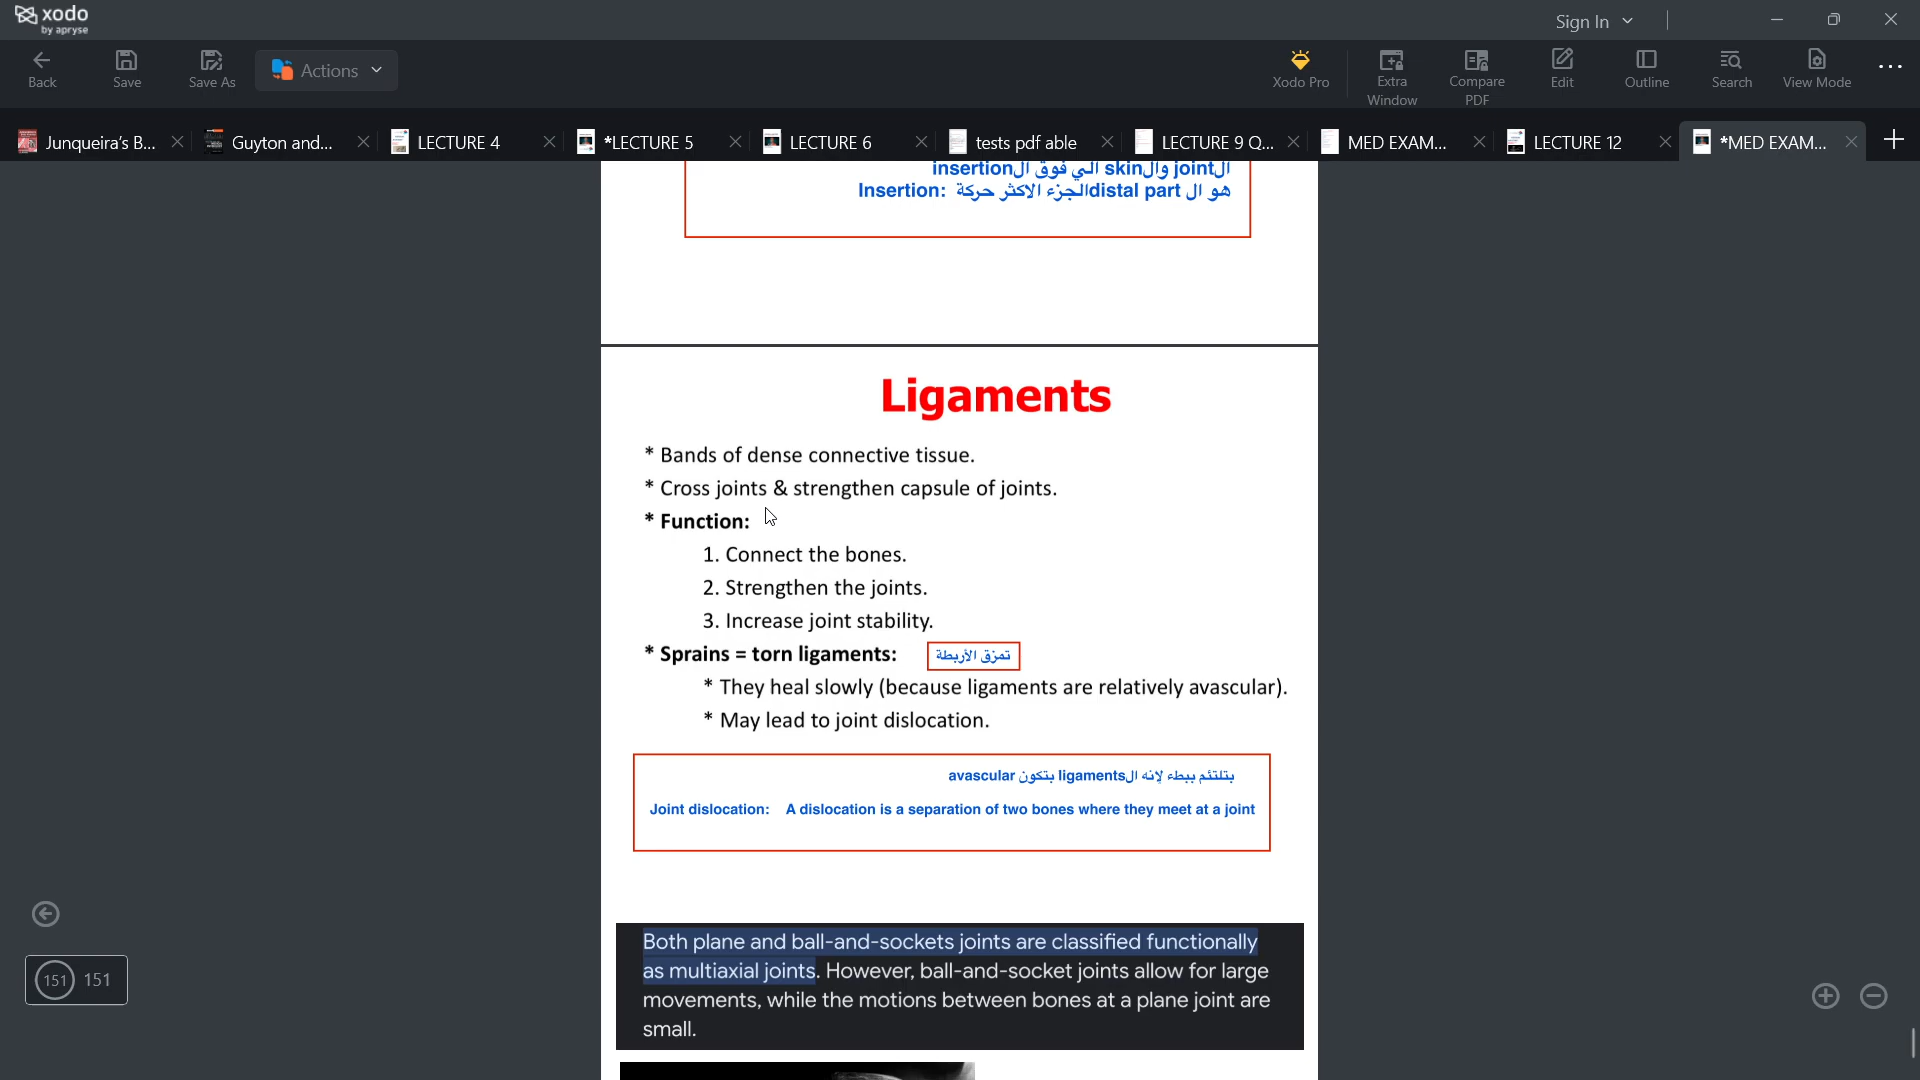 xodo
by apryse
Sign In
Back
Save
Save As
Actions
Xodo Pro
Extra Window
Compare PDF
Edit
Outline
Search
View Mode
Junqueira’s B...
Guyton and...
LECTURE 4
*LECTURE 5
LECTURE 6
tests pdf able
LECTURE 9 Q...
MED EXAM...
LECTURE 12
*MED EXAM...
الjoint والskin الي فوق الinsertion
هو ال distal part الجزء الاكثر حركة Insertion:
Ligaments
* Bands of dense connective tissue.
* Cross joints & strengthen capsule of joints.
* Function:
1. Connect the bones.
2. Strengthen the joints.
3. Increase joint stability.
* Sprains = torn ligaments: تمزق الأربطة
* They heal slowly (because ligaments are relatively avascular).
* May lead to joint dislocation.
بتلتئم ببطء لإنه الligaments بتكون avascular
Joint dislocation: A dislocation is a separation of two bones where they meet at a joint
Both plane and ball-and-sockets joints are classified functionally
as multiaxial joints. However, ball-and-socket joints allow for large
movements, while the motions between bones at a plane joint are
small.
151 151